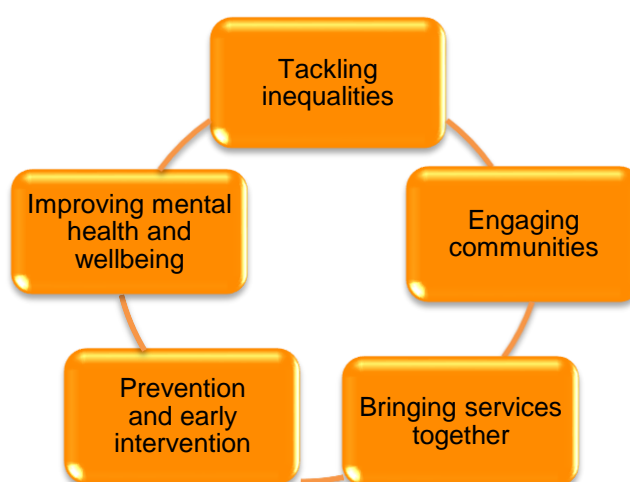 Tackling
inequalities
Engaging
communities
Bringing services
together
Prevention
and early
intervention
Improving mental
health and
wellbeing